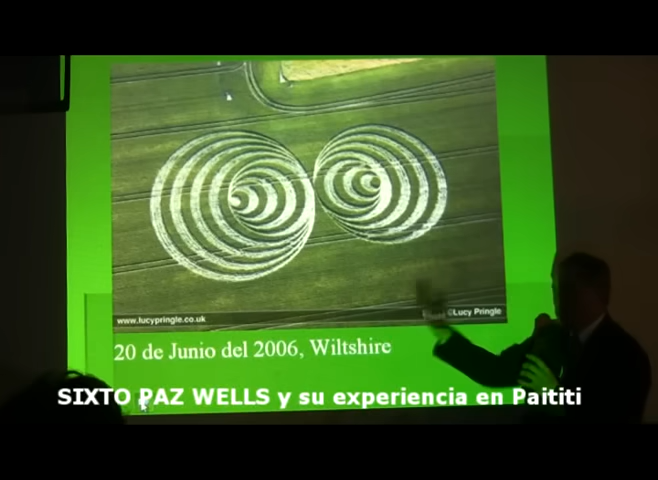 www.lucypringle.co.uk
©Lucy Pringle
20 de Junio del 2006, Wiltshire
SIXTO PAZ WELLS y su experiencia en Paititi